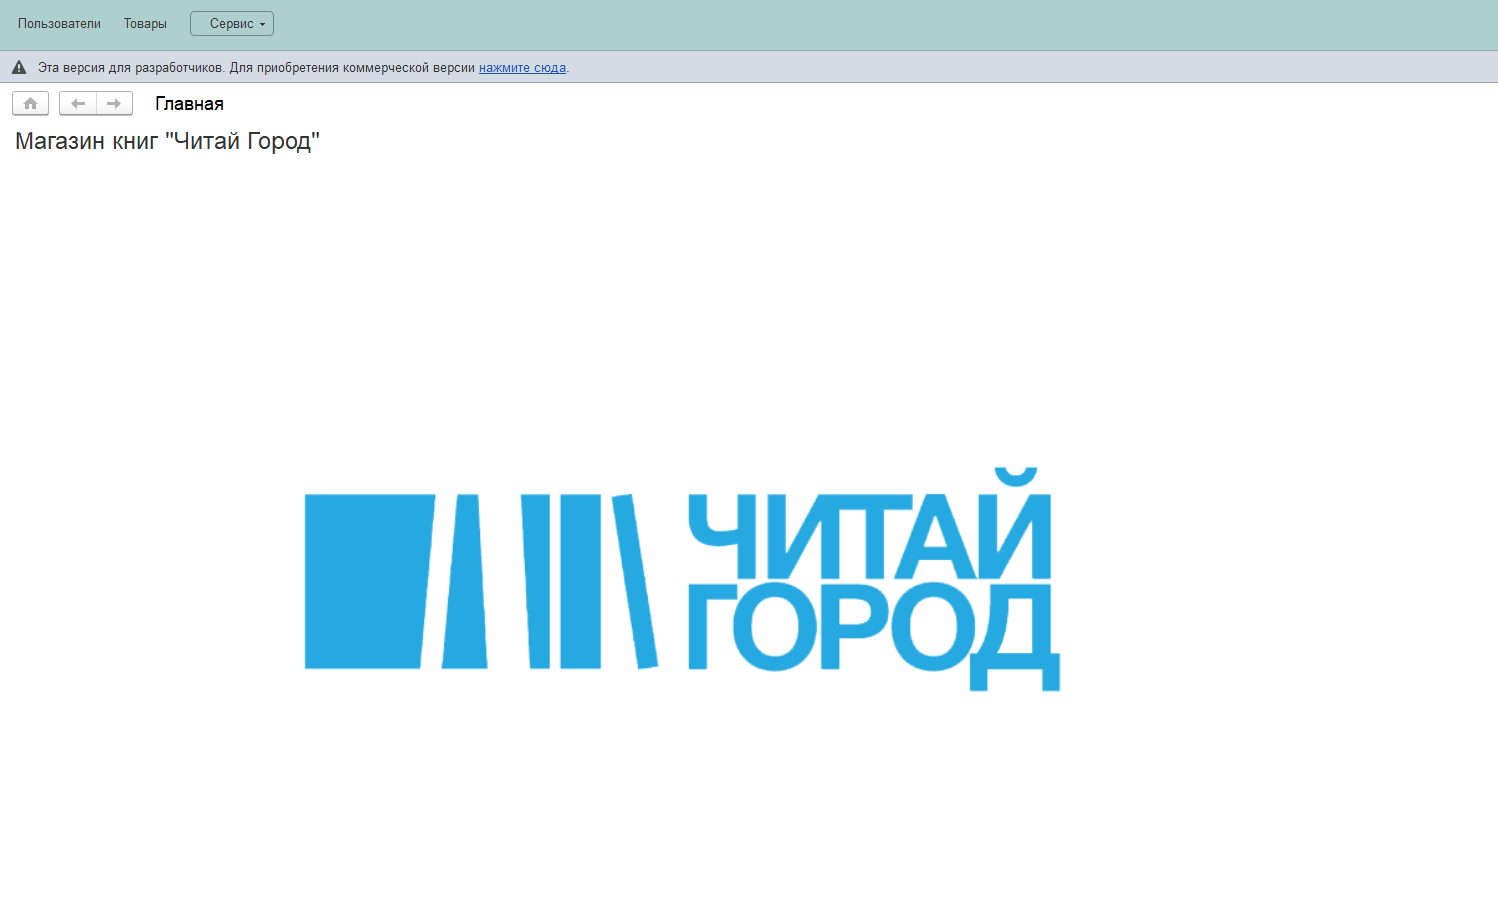 Пользователи Товары Сервис
Эта версия для разработчиков. Для приобретения коммерческой версии нажмите сюда.
Главная
Магазин книг "Читай Город"
ЧИТАЙ
ГОРОД